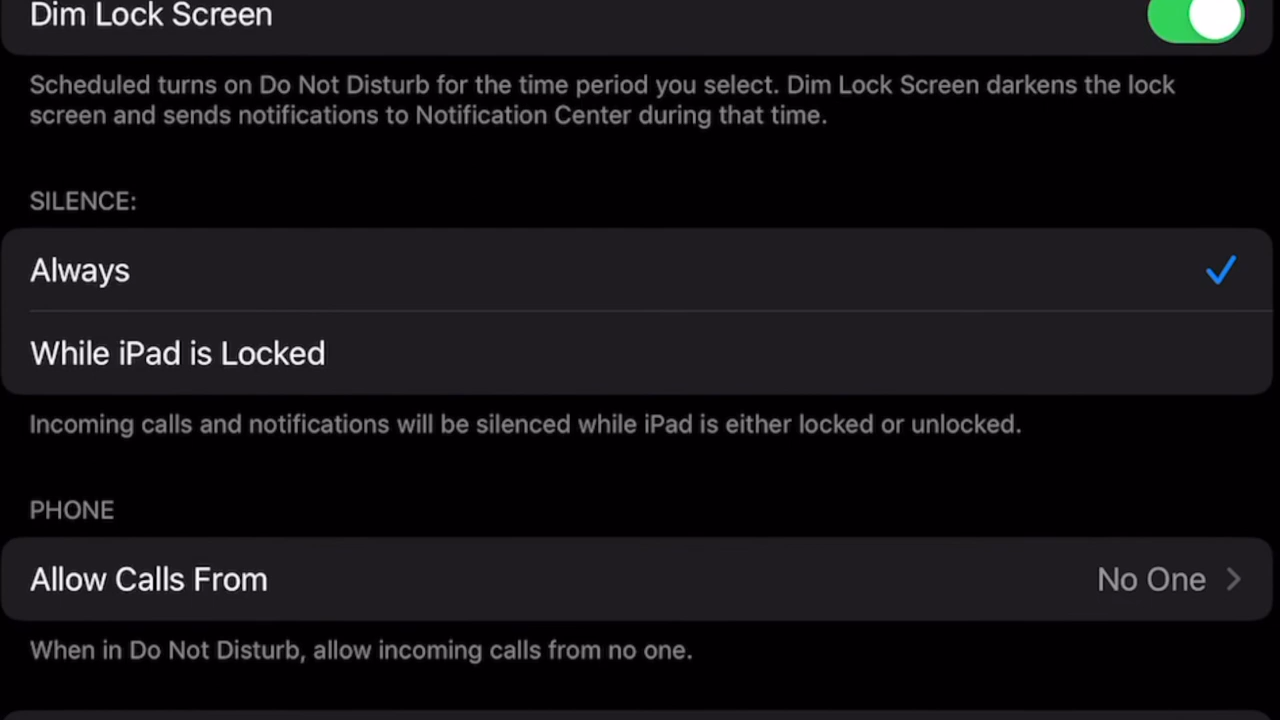 Dim Lock Screen
Scheduled turns on Do Not Disturb for the time period you select. Dim Lock Screen darkens the lock
screen and sends notifications to Notification Center during that time.
SILENCE:
Always
While iPad is Locked
Incoming calls and notifications will be silenced while iPad is either locked or unlocked.
PHONE
Allow Calls From No One
When in Do Not Disturb, allow incoming calls from no one.